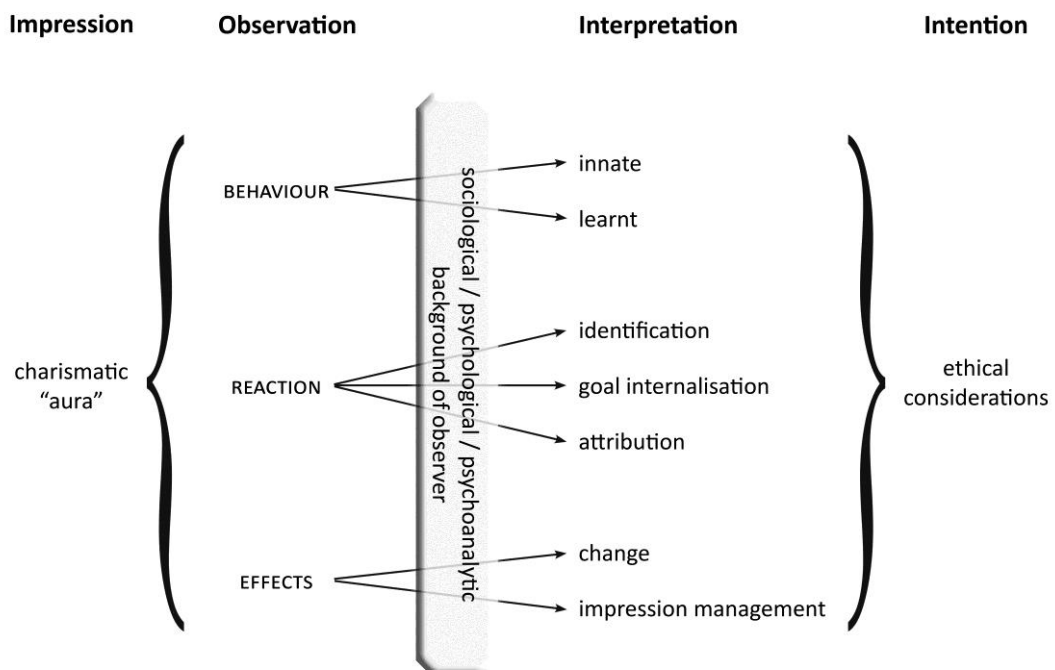 Impression
Observation
Interpretation
Intention
charismatic
“aura”
BEHAVIOUR
REACTION
EFFECTS
sociological / psychological / psychoanalytic
background of observer
innate
learnt
identification
goal internalisation
attribution
change
impression management
ethical
considerations